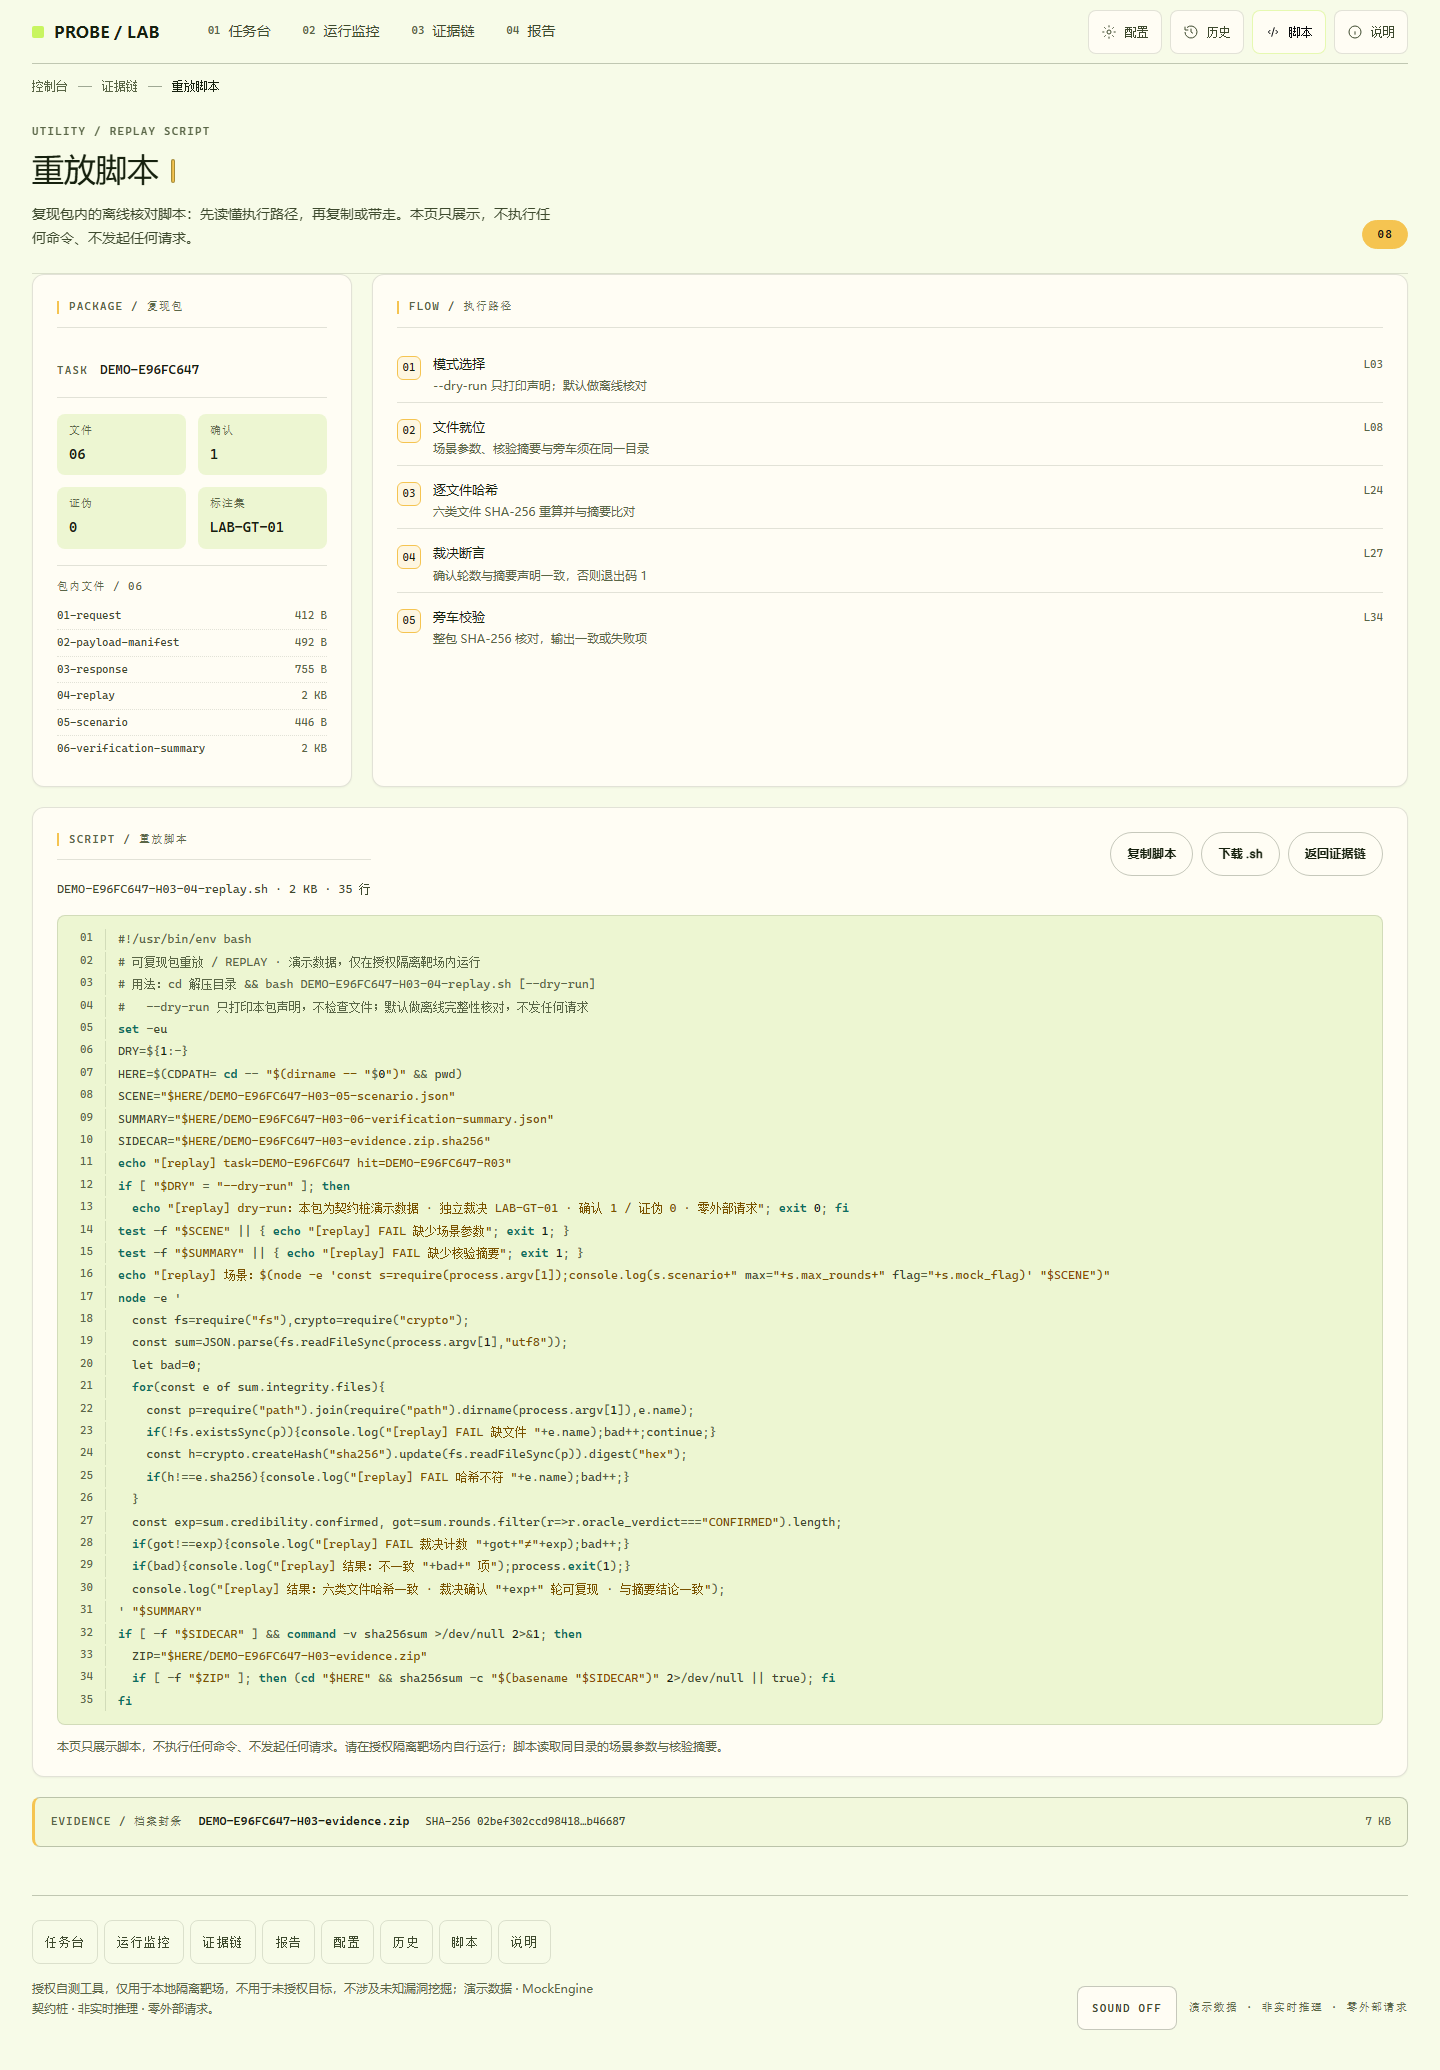 PROBE / LAB
01 任务台
02 运行监控
03 证据链
04 报告
配置
历史
脚本
说明
控制台 — 证据链 — 重放脚本
UTILITY / REPLAY SCRIPT
重放脚本
复现包内的离线核对脚本：先读懂执行路径，再复制或带走。本页只展示，不执行任
何命令、不发起任何请求。
08
PACKAGE / 复现包
TASK DEMO-E96FC647
文件
06
确认
1
证伪
0
标注集
LAB-GT-01
包内文件 / 06
01-request 412 B
02-payload-manifest 492 B
03-response 755 B
04-replay 2 KB
05-scenario 446 B
06-verification-summary 2 KB
FLOW / 执行路径
01 模式选择 L03
--dry-run 只打印声明；默认做离线核对
02 文件就位 L08
场景参数、核验摘要与旁车须在同一目录
03 逐文件哈希 L24
六类文件 SHA-256 重算并与摘要比对
04 裁决断言 L27
确认轮数与摘要声明一致，否则退出码 1
05 旁车校验 L34
整包 SHA-256 核对，输出一致或失败项
SCRIPT / 重放脚本
复制脚本
下载 .sh
返回证据链
DEMO-E96FC647-H03-04-replay.sh · 2 KB · 35 行
01 #!/usr/bin/env bash
02 # 可复现包重放 / REPLAY · 演示数据，仅在授权隔离靶场内运行
03 # 用法：cd 解压目录 && bash DEMO-E96FC647-H03-04-replay.sh [--dry-run]
04 #   --dry-run 只打印本包声明，不检查文件；默认做离线完整性核对，不发任何请求
05 set -eu
06 DRY=${1:-}
07 HERE=$(CDPATH= cd -- "$(dirname -- "$0")" && pwd)
08 SCENE="$HERE/DEMO-E96FC647-H03-05-scenario.json"
09 SUMMARY="$HERE/DEMO-E96FC647-H03-06-verification-summary.json"
10 SIDECAR="$HERE/DEMO-E96FC647-H03-evidence.zip.sha256"
11 echo "[replay] task=DEMO-E96FC647 hit=DEMO-E96FC647-R03"
12 if [ "$DRY" = "--dry-run" ]; then
13   echo "[replay] dry-run：本包为契约桩演示数据 · 独立裁决 LAB-GT-01 · 确认 1 / 证伪 0 · 零外部请求"; exit 0; fi
14 test -f "$SCENE" || { echo "[replay] FAIL 缺少场景参数"; exit 1; }
15 test -f "$SUMMARY" || { echo "[replay] FAIL 缺少核验摘要"; exit 1; }
16 echo "[replay] 场景：$(node -e 'const s=require(process.argv[1]);console.log(s.scenario+" max="+s.max_rounds+" flag="+s.mock_flag)' "$SCENE")"
17 node -e '
18   const fs=require("fs"),crypto=require("crypto");
19   const sum=JSON.parse(fs.readFileSync(process.argv[1],"utf8"));
20   let bad=0;
21   for(const e of sum.integrity.files){
22     const p=require("path").join(require("path").dirname(process.argv[1]),e.name);
23     if(!fs.existsSync(p)){console.log("[replay] FAIL 缺文件 "+e.name);bad++;continue;}
24     const h=crypto.createHash("sha256").update(fs.readFileSync(p)).digest("hex");
25     if(h!==e.sha256){console.log("[replay] FAIL 哈希不符 "+e.name);bad++;}
26   }
27   const exp=sum.credibility.confirmed, got=sum.rounds.filter(r=>r.oracle_verdict==="CONFIRMED").length;
28   if(got!==exp){console.log("[replay] FAIL 裁决计数 "+got+"≠"+exp);bad++;}
29   if(bad){console.log("[replay] 结果：不一致 "+bad+" 项");process.exit(1);}
30   console.log("[replay] 结果：六类文件哈希一致 · 裁决确认 "+exp+" 轮可复现 · 与摘要结论一致");
31 ' "$SUMMARY"
32 if [ -f "$SIDECAR" ] && command -v sha256sum >/dev/null 2>&1; then
33   ZIP="$HERE/DEMO-E96FC647-H03-evidence.zip"
34   if [ -f "$ZIP" ]; then (cd "$HERE" && sha256sum -c "$(basename "$SIDECAR")" 2>/dev/null || true); fi
35 fi
本页只展示脚本，不执行任何命令、不发起任何请求。请在授权隔离靶场内自行运行；脚本读取同目录的场景参数与核验摘要。
EVIDENCE / 档案封条 DEMO-E96FC647-H03-evidence.zip SHA-256 02bef302ccd98418…b46687 7 KB
任务台
运行监控
证据链
报告
配置
历史
脚本
说明
授权自测工具，仅用于本地隔离靶场，不用于未授权目标，不涉及未知漏洞挖掘；演示数据 · MockEngine
契约桩 · 非实时推理 · 零外部请求。
SOUND OFF
演示数据 · 非实时推理 · 零外部请求